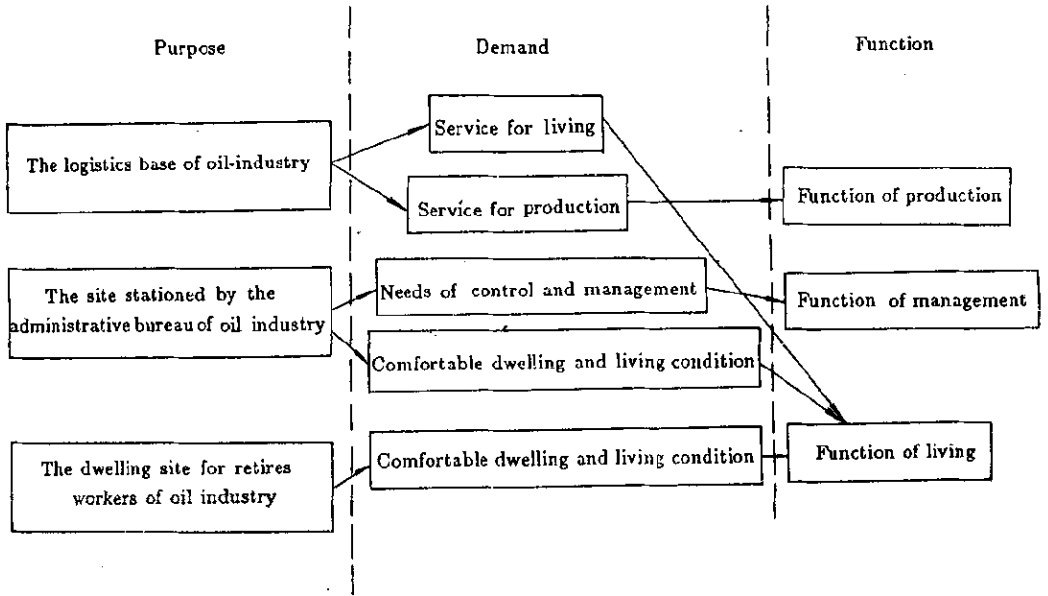 Purpose
Demand
Function
The logistics base of oil-industry
Service for living
Service for production
Function of production
The site stationed by the
administrative bureau of oil industry
Needs of control and management
Function of management
Comfortable dwelling and living condition
The dwelling site for retires
workers of oil industry
Comfortable dwelling and living condition
Function of living